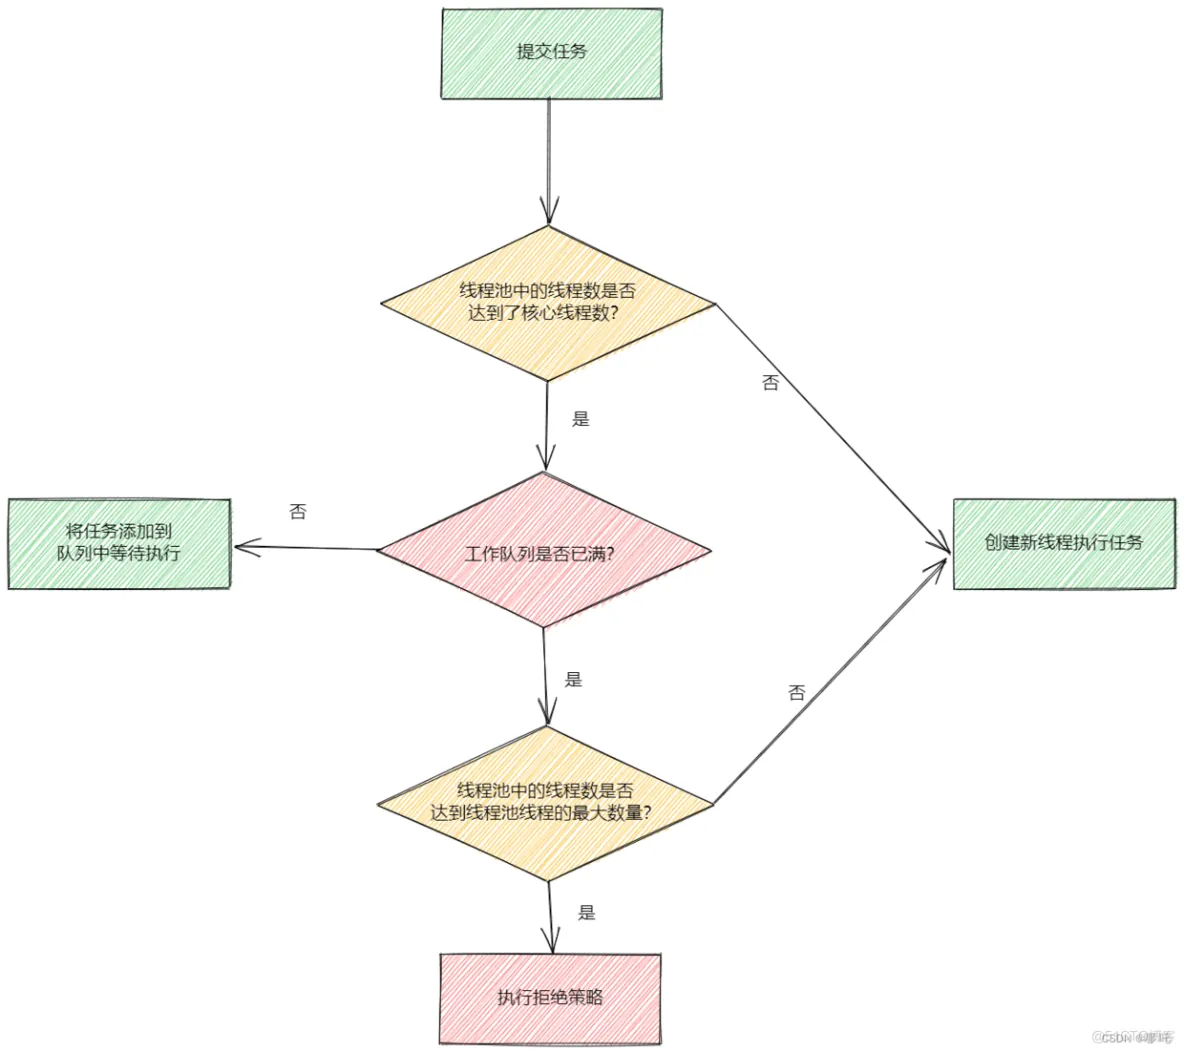 提交任务
线程池中的线程数是否
达到了核心线程数?
否
是
否
将任务添加到
队列中等待执行
工作队列是否已满?
创建新线程执行任务
是
否
线程池中的线程数是否
达到线程池线程的最大数量?
是
执行拒绝策略